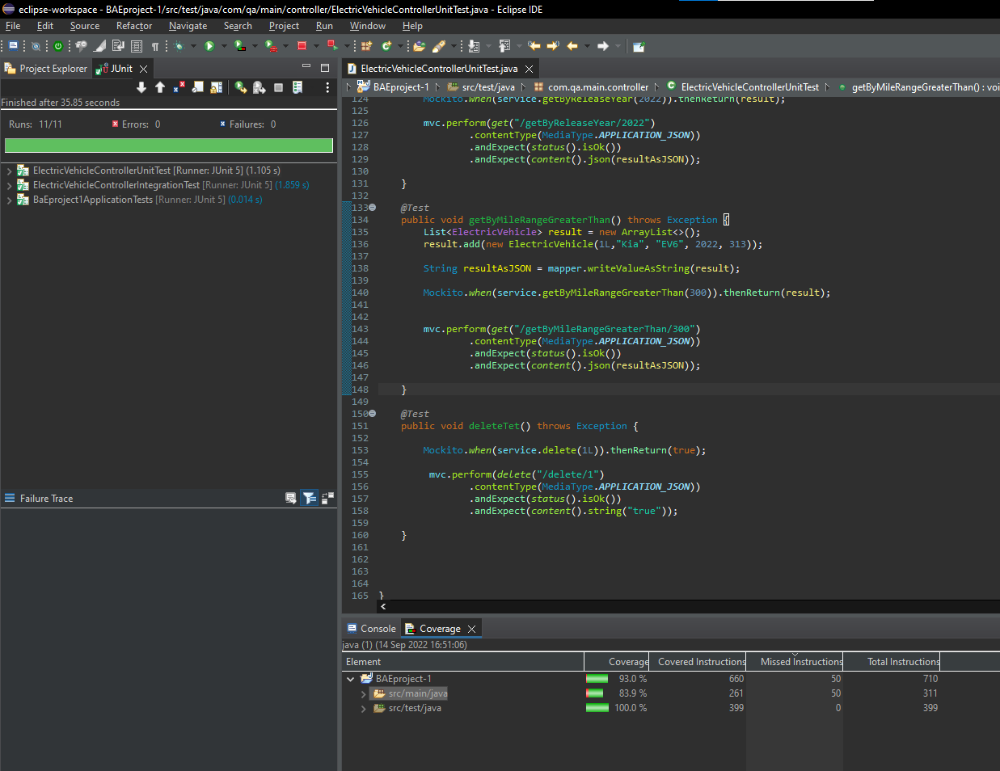 eclipse-workspace - BAEproject-1/src/test/java/com/qa/main/controller/ElectricVehicleControllerUnitTest.java - Eclipse IDE
File Edit Source Refactor Navigate Search Project Run Window Help
Project Explorer JUnit
Finished after 35.85 seconds
Runs: 11/11 Errors: 0 Failures: 0
ElectricVehicleControllerUnitTest [Runner: JUnit 5] (1.105 s)
ElectricVehicleControllerIntegrationTest [Runner: JUnit 5] (1.859 s)
BaEproject1ApplicationTests [Runner: JUnit 5] (0.014 s)
Failure Trace
ElectricVehicleControllerUnitTest.java
BAEproject-1 src/test/java com.qa.main.controller ElectricVehicleControllerUnitTest getByMileRangeGreaterThan() : voi
124 Mockito.when(service.getByReleaseYear(2022)).thenReturn(result);
125
126 mvc.perform(get("/getByReleaseYear/2022")
127 .contentType(MediaType.APPLICATION_JSON))
128 .andExpect(status().isOk())
129 .andExpect(content().json(resultAsJSON));
130
131 }
132
133 @Test
134 public void getByMileRangeGreaterThan() throws Exception {
135 List<ElectricVehicle> result = new ArrayList<>();
136 result.add(new ElectricVehicle(1L,"Kia", "EV6", 2022, 313));
137
138 String resultAsJSON = mapper.writeValueAsString(result);
139
140 Mockito.when(service.getByMileRangeGreaterThan(300)).thenReturn(result);
141
142
143 mvc.perform(get("/getByMileRangeGreaterThan/300")
144 .contentType(MediaType.APPLICATION_JSON))
145 .andExpect(status().isOk())
146 .andExpect(content().json(resultAsJSON));
147
148 }
149
150 @Test
151 public void deleteTet() throws Exception {
152
153 Mockito.when(service.delete(1L)).thenReturn(true);
154
155 mvc.perform(delete("/delete/1")
156 .contentType(MediaType.APPLICATION_JSON))
157 .andExpect(status().isOk())
158 .andExpect(content().string("true"));
159
160 }
161
162
163
164
165 }
Console Coverage
java (1) (14 Sep 2022 16:51:06)
Element Coverage Covered Instructions Missed Instructions Total Instructions
BAEproject-1 93.0 % 660 50 710
src/main/java 83.9 % 261 50 311
src/test/java 100.0 % 399 0 399